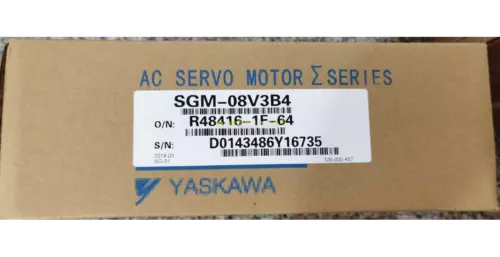 AC SERVO MOTOR Σ SERIES
SGM-08V3B4
O/N: R48416-1F-64
S/N: D0143486Y16735
YASKAWA